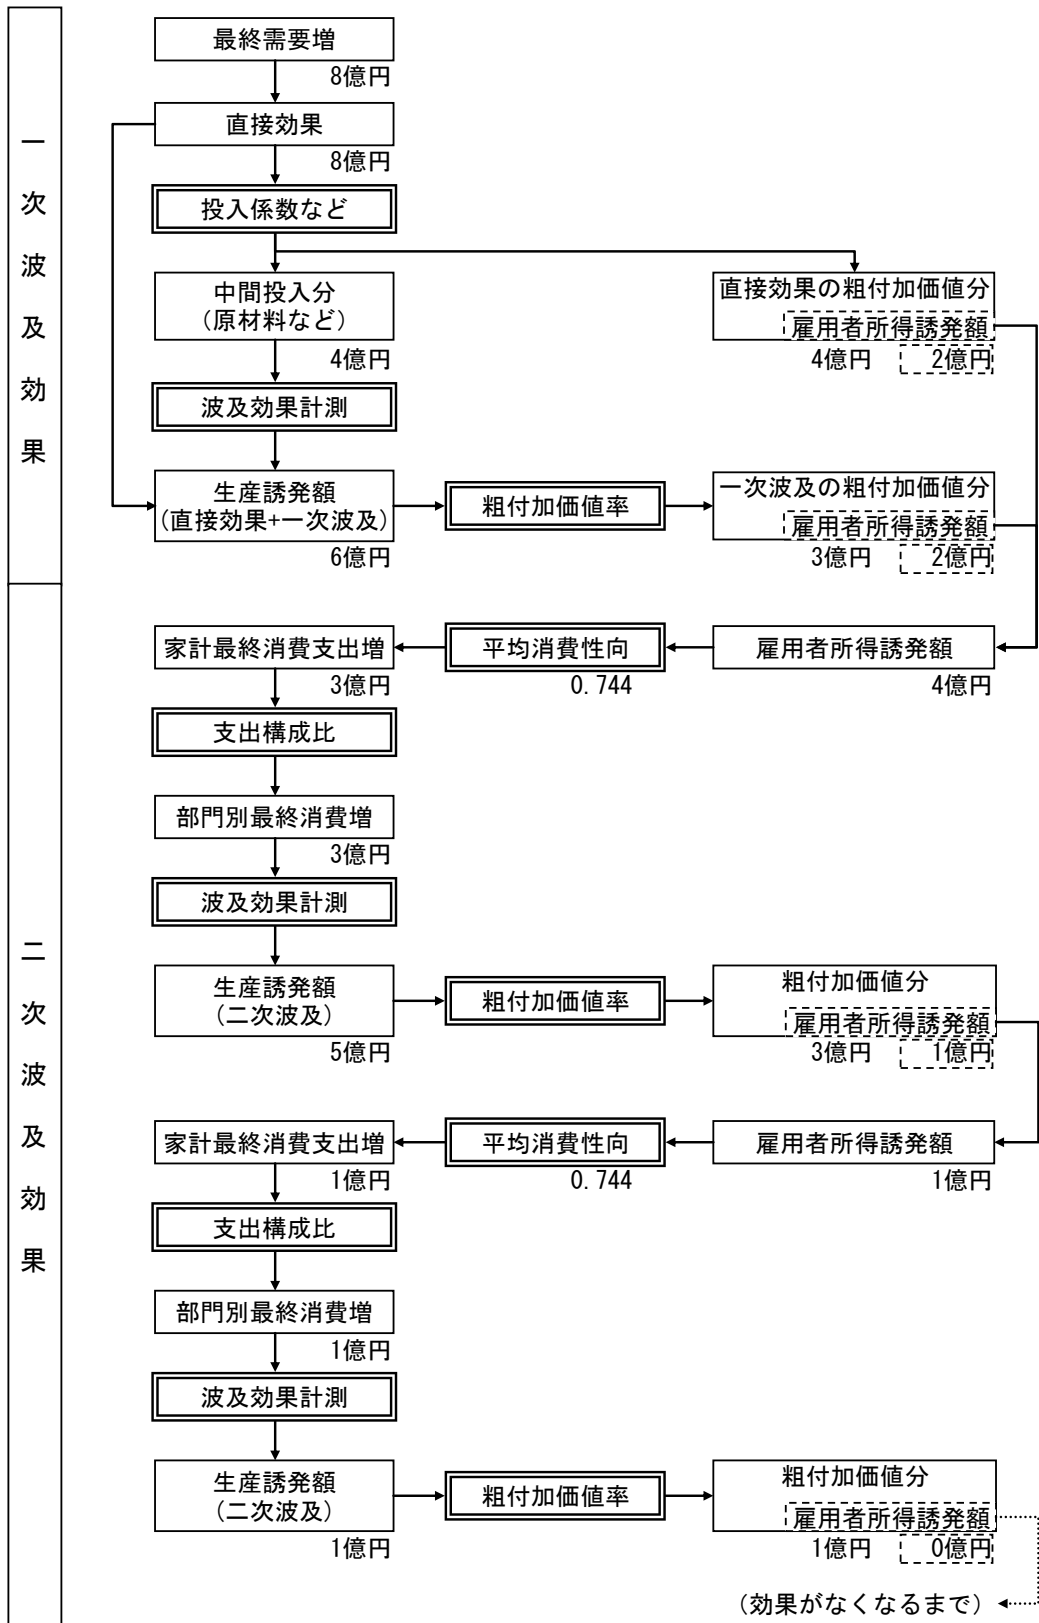 一次波及効果
最終需要増
8億円
直接効果
8億円
投入係数など
中間投入分
(原材料など)
4億円
直接効果の粗付加価値分
雇用者所得誘発額
4億円 2億円
波及効果計測
生産誘発額
(直接効果+一次波及)
6億円
粗付加価値率
一次波及の粗付加価値分
雇用者所得誘発額
3億円 2億円
二次波及効果
雇用者所得誘発額
4億円
平均消費性向
0.744
家計最終消費支出増
3億円
支出構成比
部門別最終消費増
3億円
波及効果計測
生産誘発額
(二次波及)
5億円
粗付加価値率
粗付加価値分
雇用者所得誘発額
3億円 1億円
雇用者所得誘発額
1億円
平均消費性向
0.744
家計最終消費支出増
1億円
支出構成比
部門別最終消費増
1億円
波及効果計測
生産誘発額
(二次波及)
1億円
粗付加価値率
粗付加価値分
雇用者所得誘発額
1億円 0億円
(効果がなくなるまで)